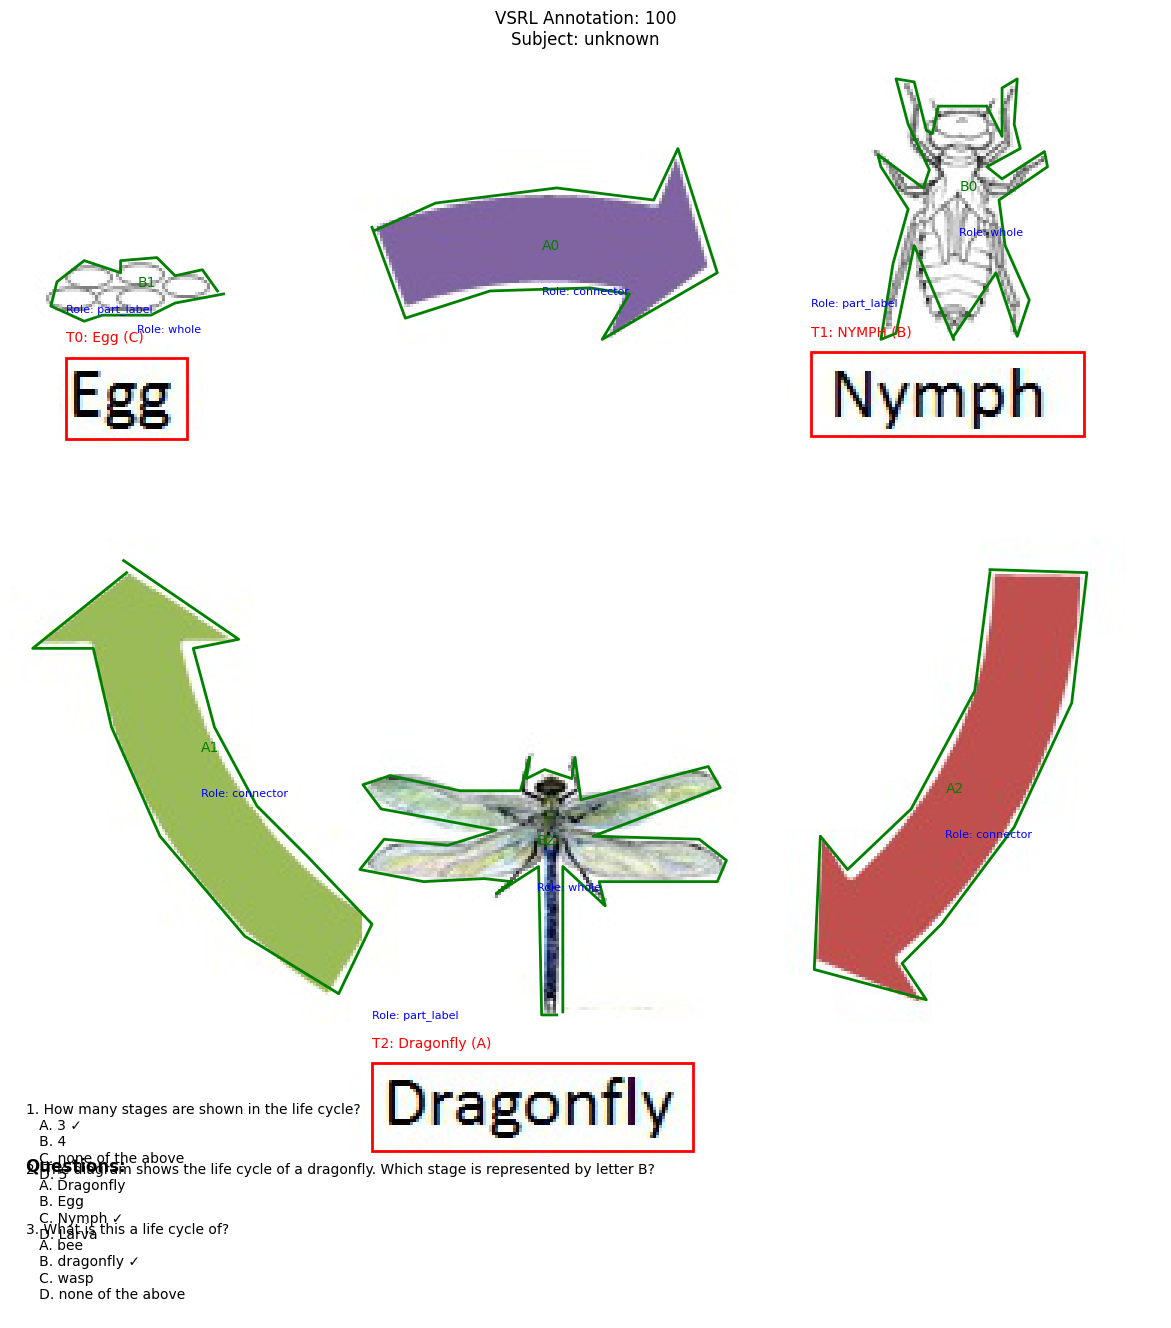 VSRL Annotation: 100
Subject: unknown
B0
Role: whole
A0
Role: connector
B1
Role: part_label
Role: whole
T0: Egg (C)
Egg
Role: part_label
T1: NYMPH (B)
Nymph
A1
Role: connector
A2
Role: connector
Role: whole
Role: part_label
T2: Dragonfly (A)
Dragonfly
1. How many stages are shown in the life cycle?
A. 3 ✓
B. 4
C. none of the above
Questions:
2. The diagram shows the life cycle of a dragonfly. Which stage is represented by letter B?
A. Dragonfly
B. Egg
C. Nymph ✓
D. Larva
3. What is this a life cycle of?
A. bee
B. dragonfly ✓
C. wasp
D. none of the above